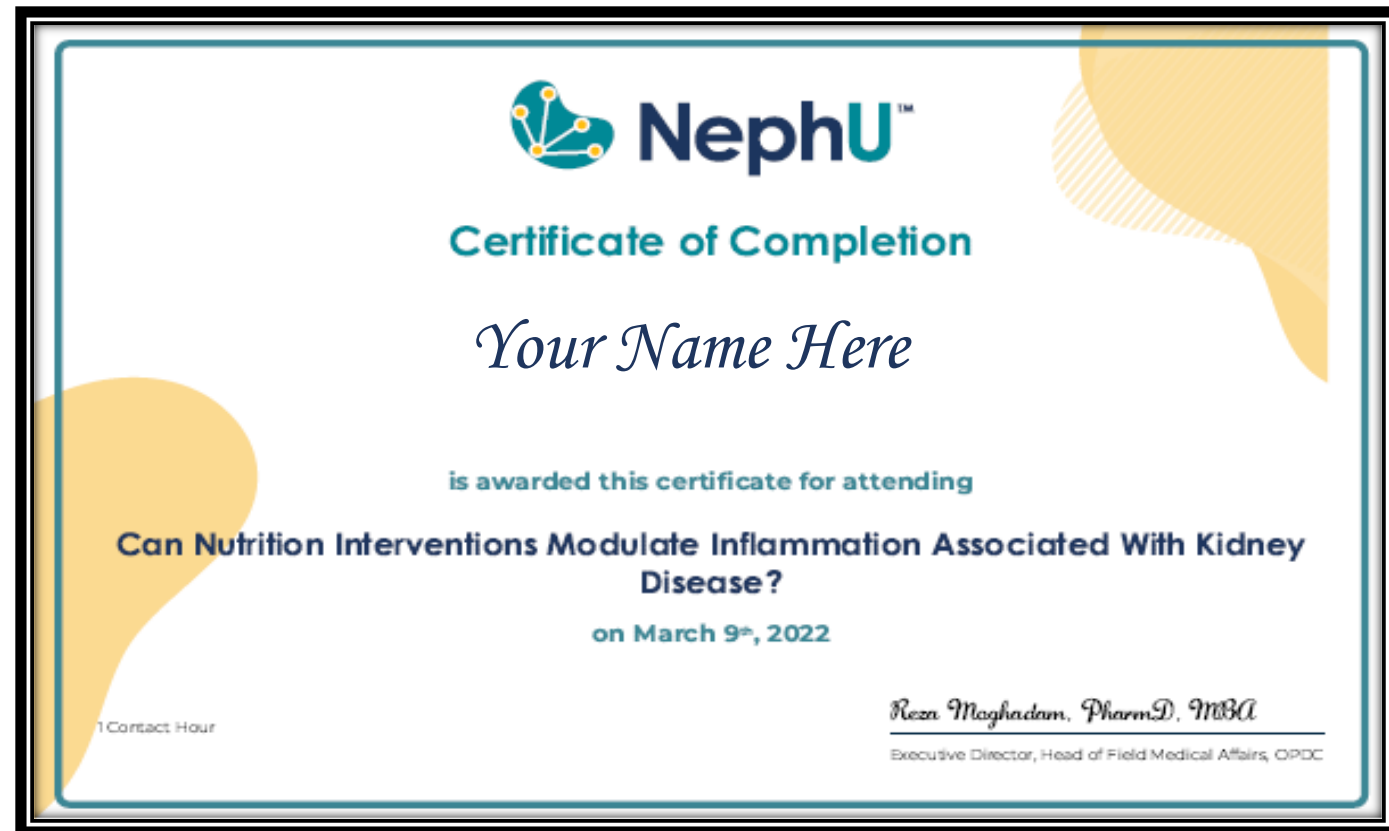 NephU™
Certificate of Completion
Your Name Here
is awarded this certificate for attending
Can Nutrition Interventions Modulate Inflammation Associated With Kidney
Disease?
on March 9th, 2022
1 Contact Hour
Reza Moghadam, PharmD, MBA
Executive Director, Head of Field Medical Affairs, OPDC